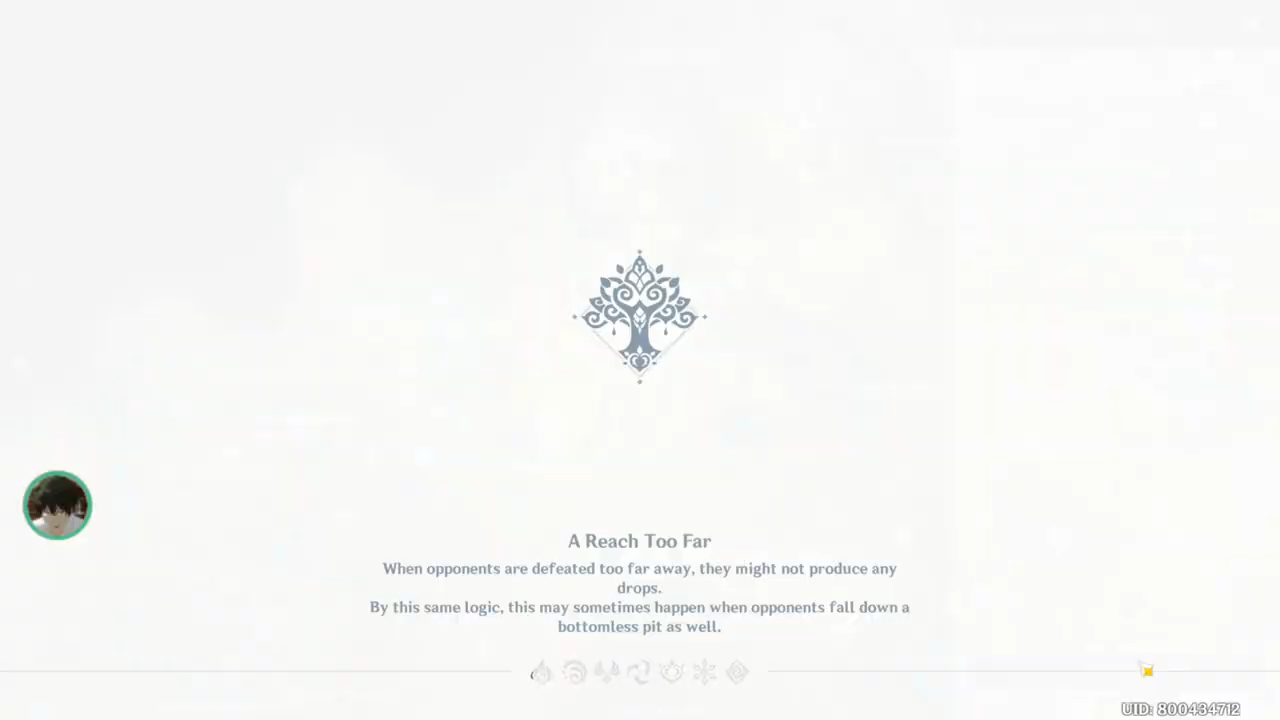 A Reach Too Far
When opponents are defeated too far away, they might not produce any
drops.
By this same logic, this may sometimes happen when opponents fall down a
bottomless pit as well.
UID: 800434712